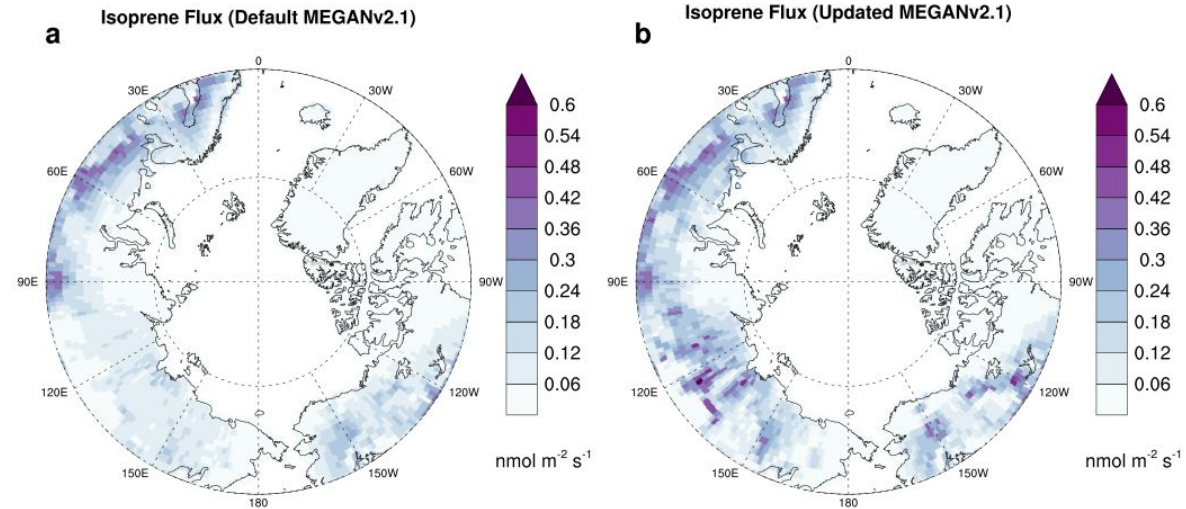 Isoprene Flux (Default MEGANv2.1)
a
0
30E
30W
60E
60W
90E
90W
120E
120W
150E
150W
180
0.6
0.54
0.48
0.42
0.36
0.3
0.24
0.18
0.12
0.06
nmol m⁻² s⁻¹
Isoprene Flux (Updated MEGANv2.1)
b
0
30E
30W
60E
60W
90E
90W
120E
120W
150E
150W
180
0.6
0.54
0.48
0.42
0.36
0.3
0.24
0.18
0.12
0.06
nmol m⁻² s⁻¹